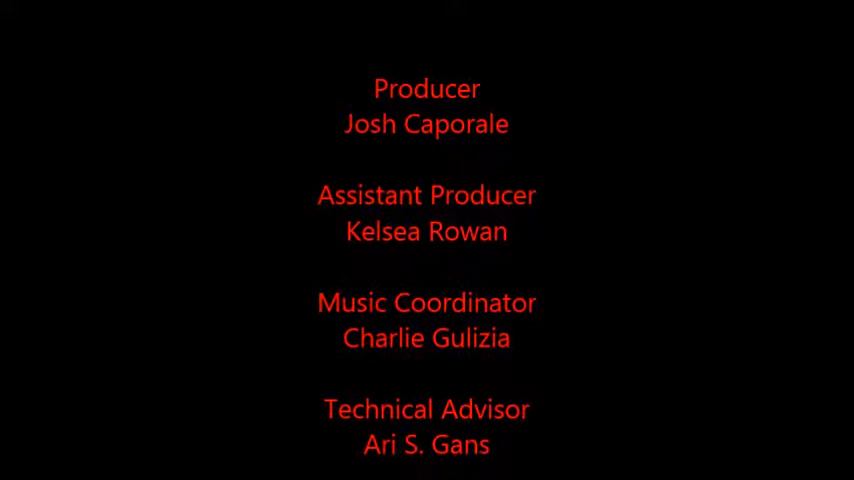 Producer
Josh Caporale
Assistant Producer
Kelsea Rowan
Music Coordinator
Charlie Gulizia
Technical Advisor
Ari S. Gans